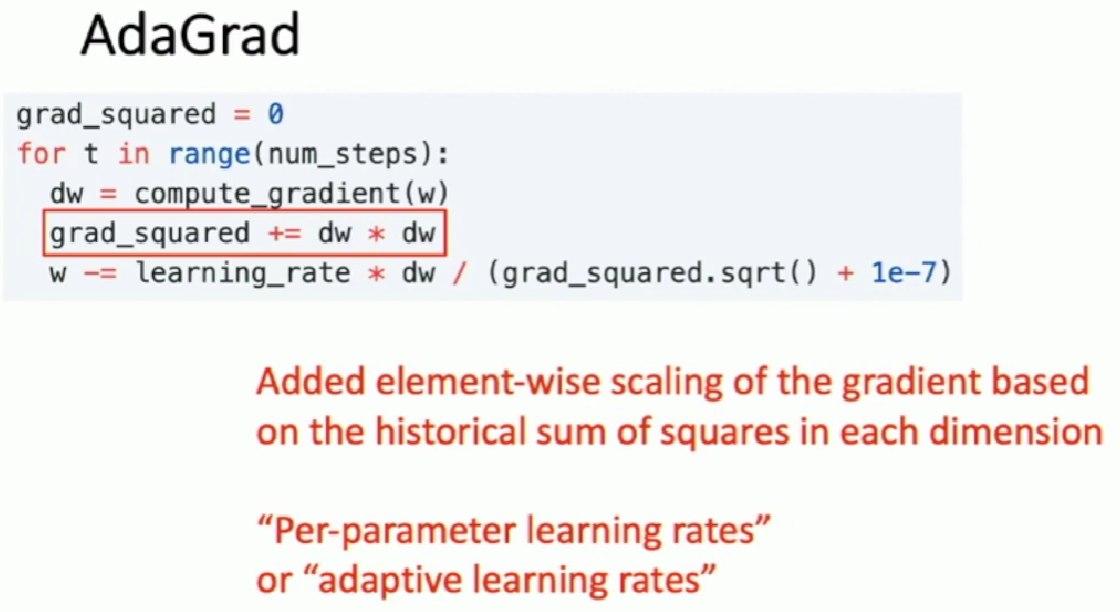 AdaGrad
grad_squared = 0
for t in range(num_steps):
dw = compute_gradient(w)
grad_squared += dw * dw
w -= learning_rate * dw / (grad_squared.sqrt() + 1e-7)
Added element-wise scaling of the gradient based
on the historical sum of squares in each dimension
“Per-parameter learning rates”
or “adaptive learning rates”